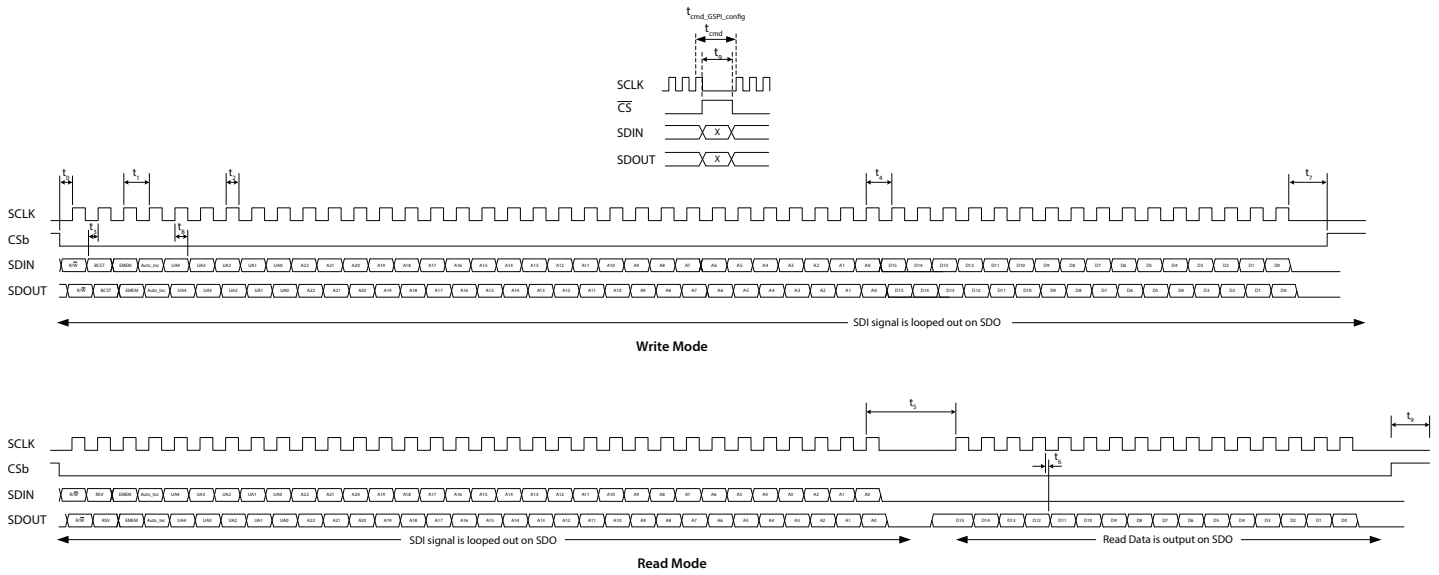 t_cmd_GSPI_config
t_cmd
t₉
SCLK
C̅S̅
SDIN X
SDOUT X
t₀ t₁ t₂ t₄ t₇
SCLK
t₃ t₈
CSb
SDIN R/W̅ BCST EMEM Auto_Inc UA4 UA3 UA2 UA1 UA0 A22 A21 A20 A19 A18 A17 A16 A15 A14 A13 A12 A11 A10 A9 A8 A7 A6 A5 A4 A3 A2 A1 A0 D15 D14 D13 D12 D11 D10 D9 D8 D7 D6 D5 D4 D3 D2 D1 D0
SDOUT R/W̅ BCST EMEM Auto_Inc UA4 UA3 UA2 UA1 UA0 A22 A21 A20 A19 A18 A17 A16 A15 A14 A13 A12 A11 A10 A9 A8 A7 A6 A5 A4 A3 A2 A1 A0 D15 D14 D13 D12 D11 D10 D9 D8 D7 D6 D5 D4 D3 D2 D1 D0
SDI signal is looped out on SDO
Write Mode
t₅ t₉
SCLK
CSb t₆
SDIN R/W̅ RSV EMEM Auto_Inc UA4 UA3 UA2 UA1 UA0 A22 A21 A20 A19 A18 A17 A16 A15 A14 A13 A12 A11 A10 A9 A8 A7 A6 A5 A4 A3 A2 A1 A0
SDOUT R/W̅ RSV EMEM Auto_Inc UA4 UA3 UA2 UA1 UA0 A22 A21 A20 A19 A18 A17 A16 A15 A14 A13 A12 A11 A10 A9 A8 A7 A6 A5 A4 A3 A2 A1 A0 D15 D14 D13 D12 D11 D10 D9 D8 D7 D6 D5 D4 D3 D2 D1 D0
SDI signal is looped out on SDO Read Data is output on SDO
Read Mode